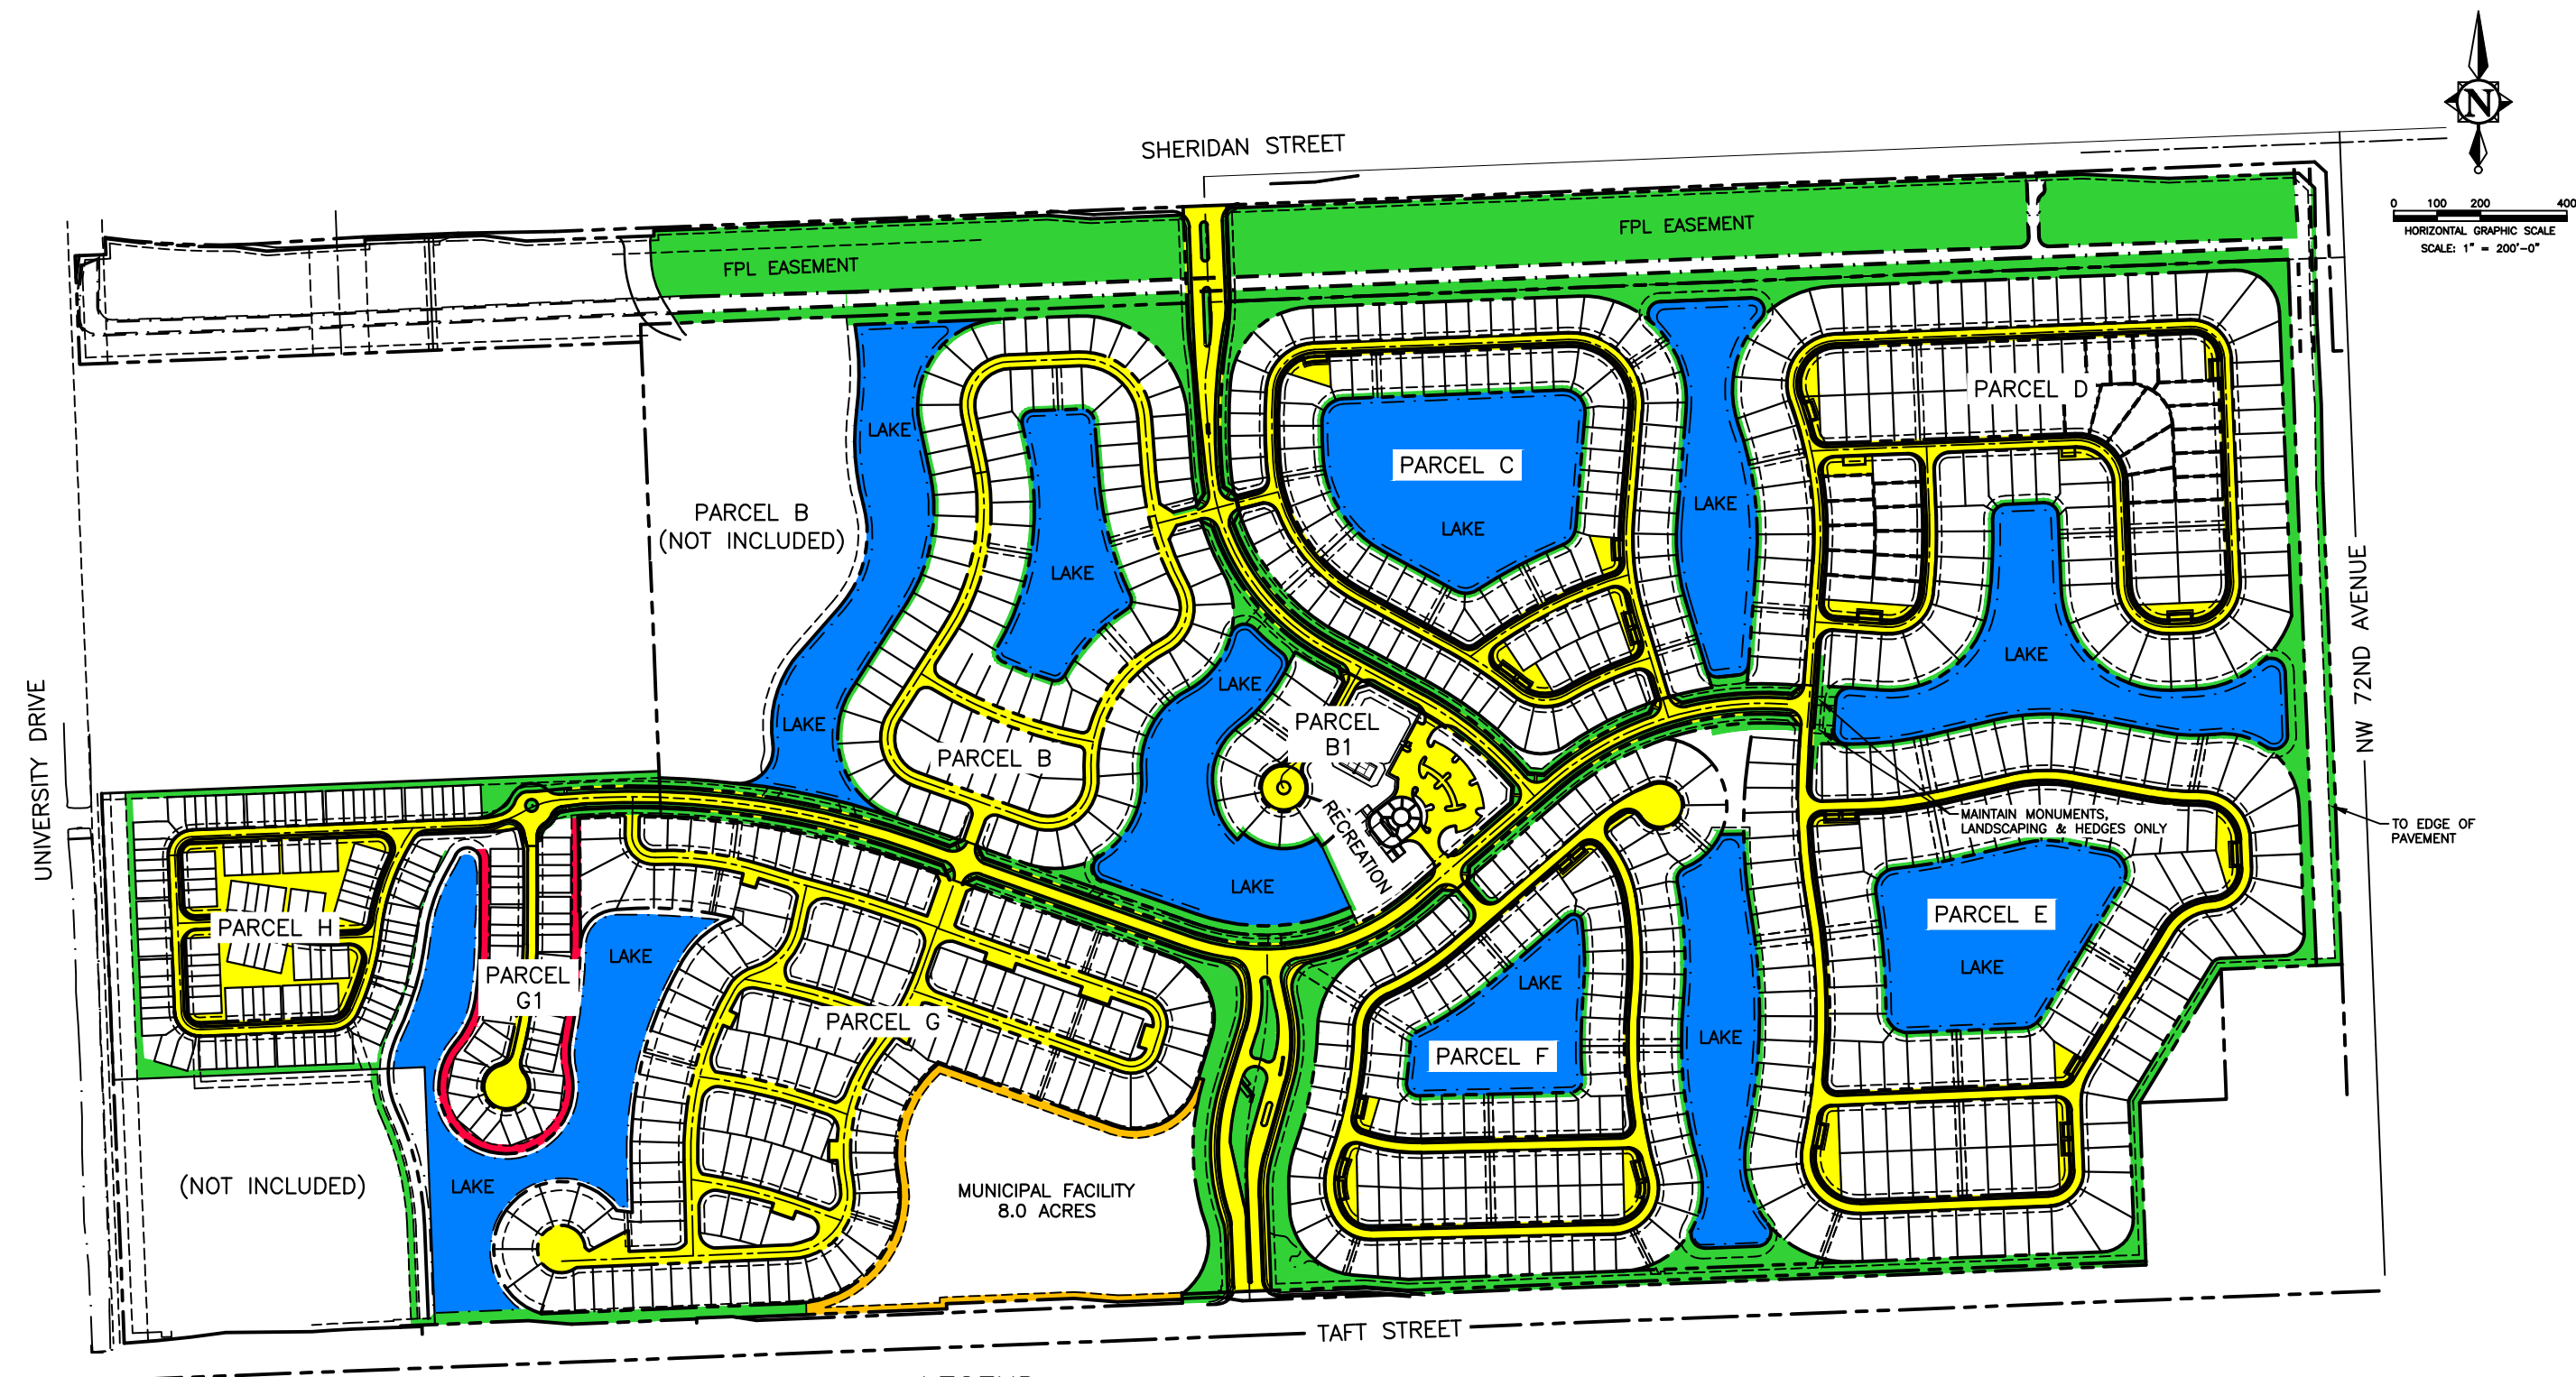 SHERIDAN STREET
N
0 100 200 400
HORIZONTAL GRAPHIC SCALE
SCALE: 1" = 200'-0"
FPL EASEMENT
FPL EASEMENT
PARCEL D
LAKE
PARCEL C
LAKE
LAKE
PARCEL B
(NOT INCLUDED)
LAKE
NW 72ND AVENUE
LAKE
LAKE
UNIVERSITY DRIVE
LAKE
PARCEL
B1
PARCEL B
RECREATION
MAINTAIN MONUMENTS,
LANDSCAPING & HEDGES ONLY
TO EDGE OF
PAVEMENT
LAKE
PARCEL H
PARCEL E
LAKE
LAKE
PARCEL
G1
LAKE
PARCEL G
LAKE
PARCEL F
(NOT INCLUDED)
LAKE
MUNICIPAL FACILITY
8.0 ACRES
TAFT STREET